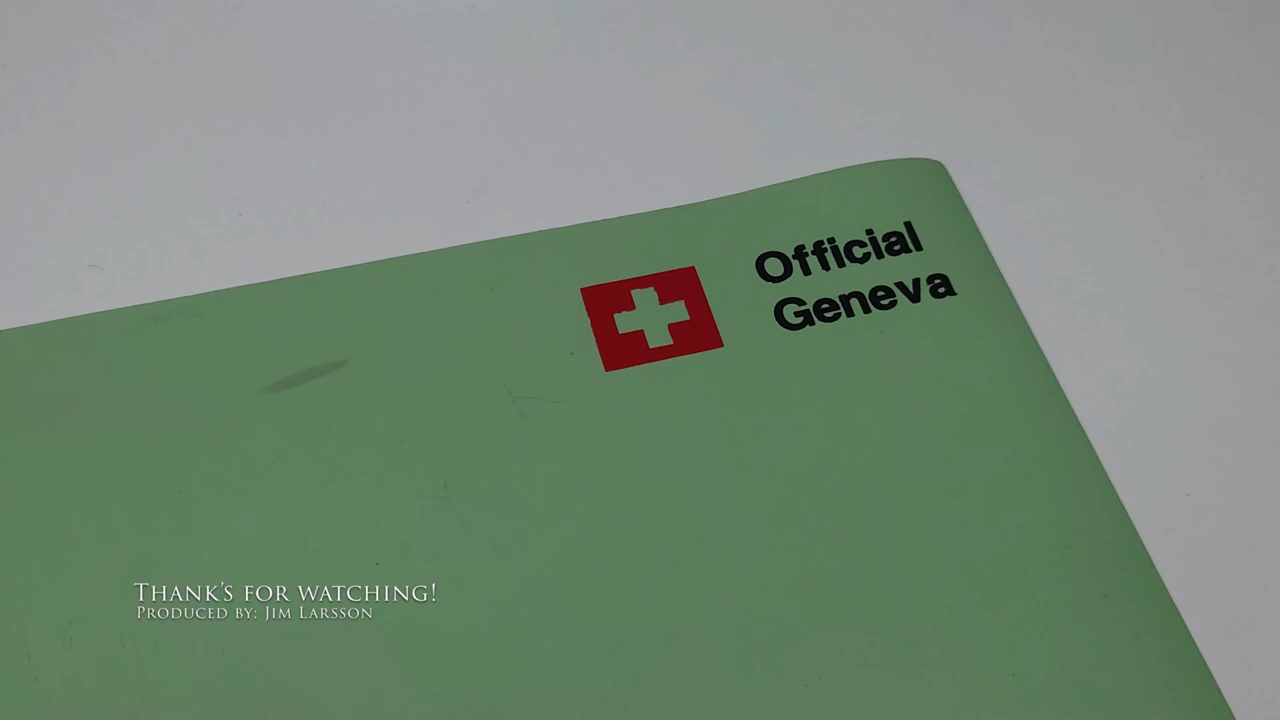 Official
Geneva
THANK'S FOR WATCHING!
PRODUCED BY: JIM LARSSON